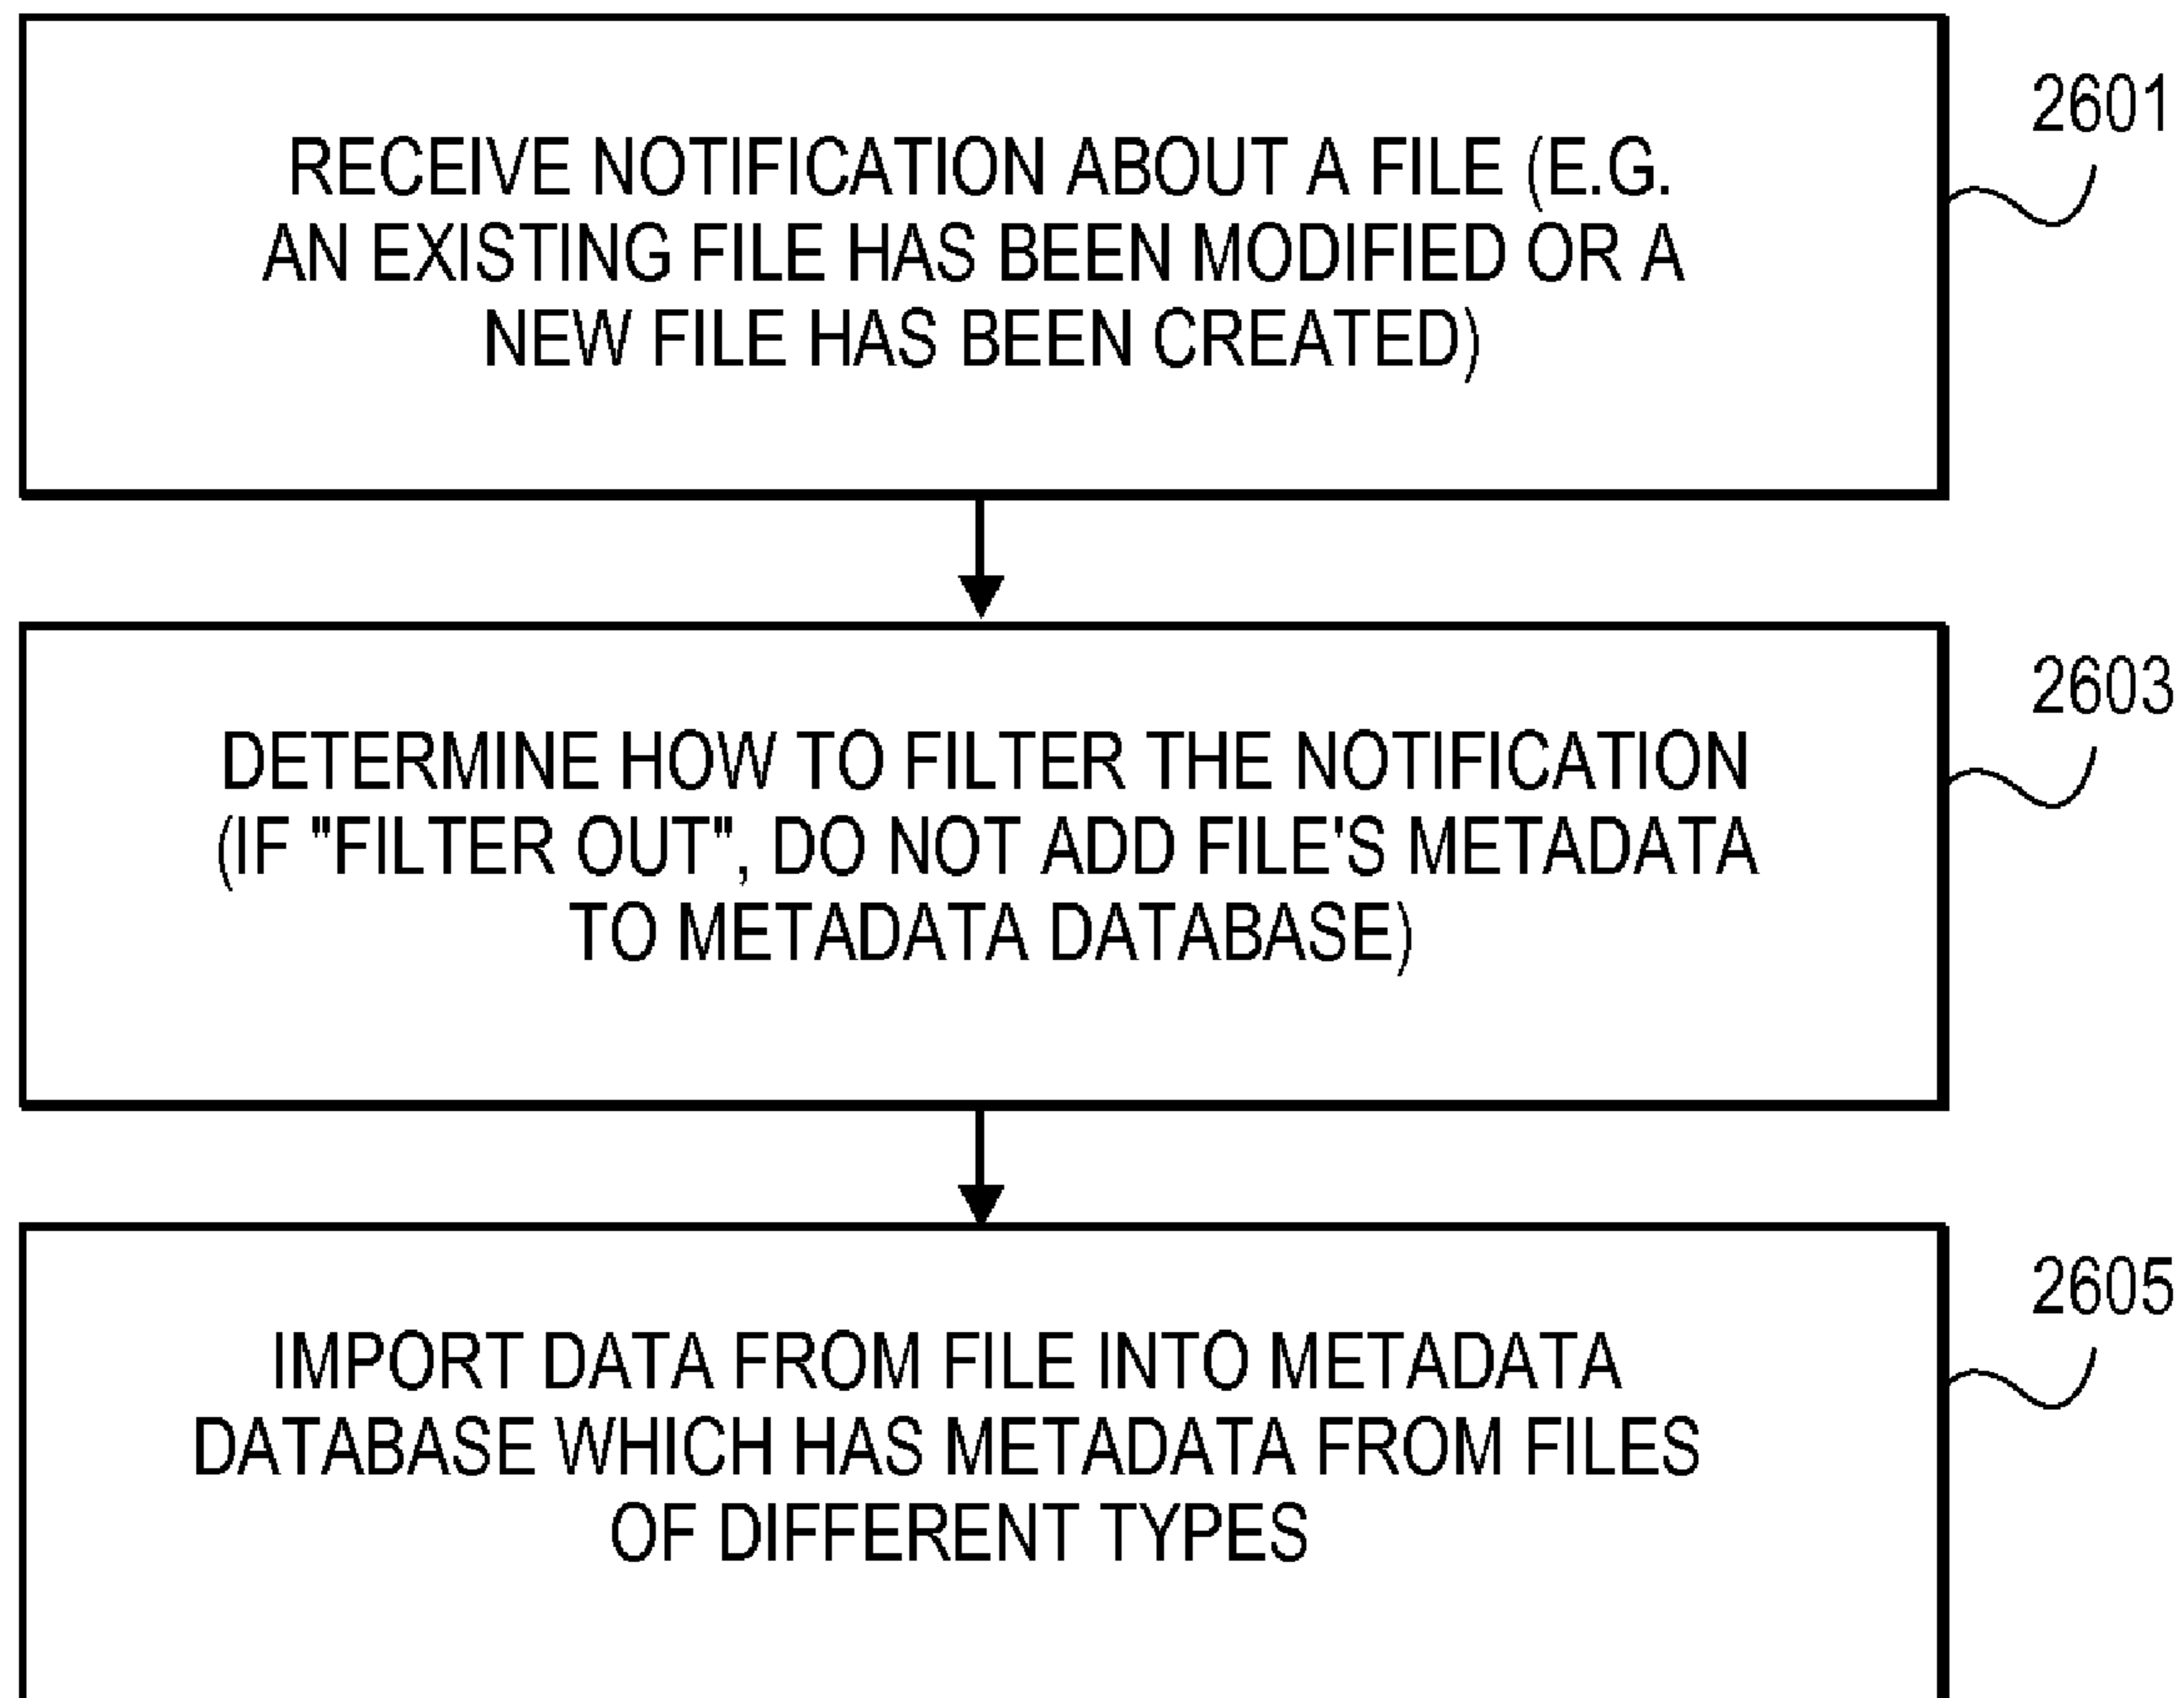 2601
RECEIVE NOTIFICATION ABOUT A FILE (E.G.
AN EXISTING FILE HAS BEEN MODIFIED OR A
NEW FILE HAS BEEN CREATED)
2603
DETERMINE HOW TO FILTER THE NOTIFICATION
(IF "FILTER OUT", DO NOT ADD FILE'S METADATA
TO METADATA DATABASE)
2605
IMPORT DATA FROM FILE INTO METADATA
DATABASE WHICH HAS METADATA FROM FILES
OF DIFFERENT TYPES